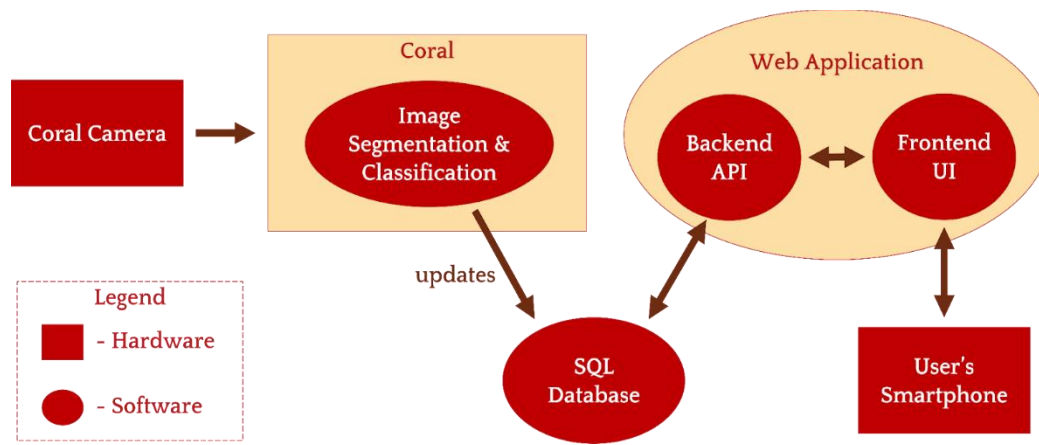 Coral Camera
Coral
Image
Segmentation &
Classification
Web Application
Backend
API
Frontend
UI
updates
SQL
Database
User's
Smartphone
Legend
- Hardware
- Software